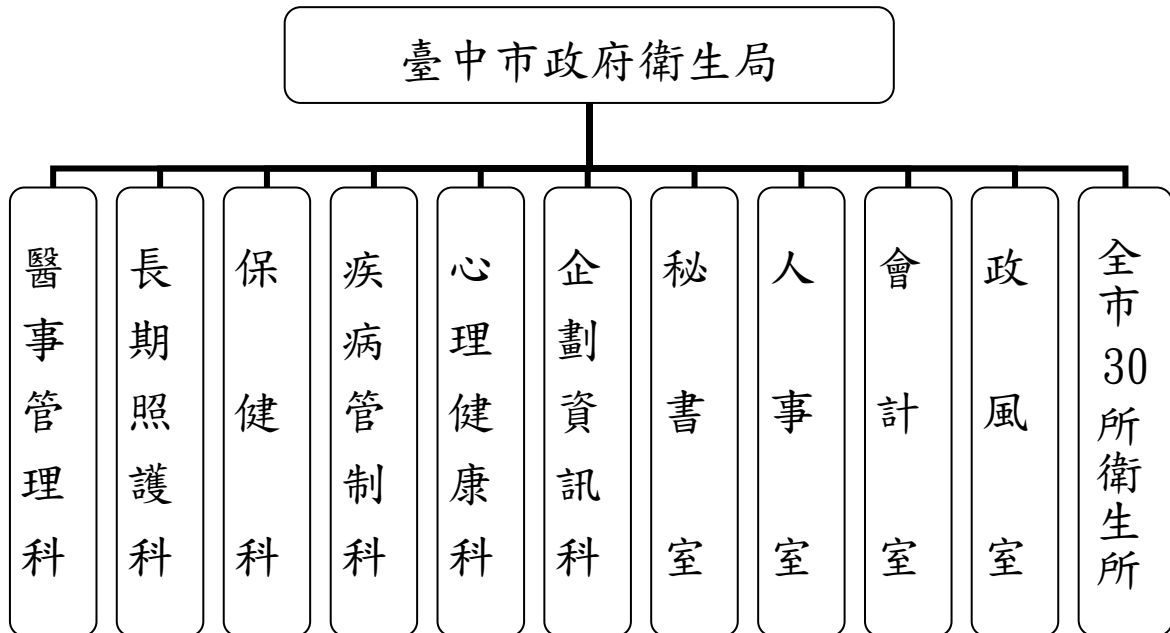 臺中市政府衛生局
醫事管理科
長期照護科
保健科
疾病管制科
心理健康科
企劃資訊科
秘書室
人事室
會計室
政風室
全市30所衛生所